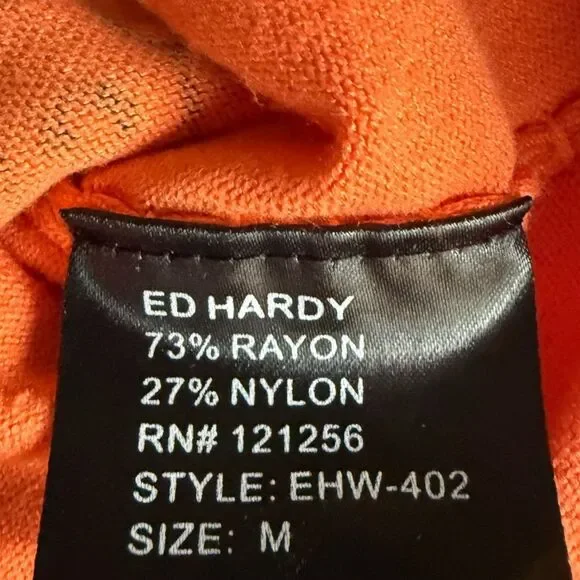 ED HARDY
73% RAYON
27% NYLON
RN# 121256
STYLE: EHW-402
SIZE: M